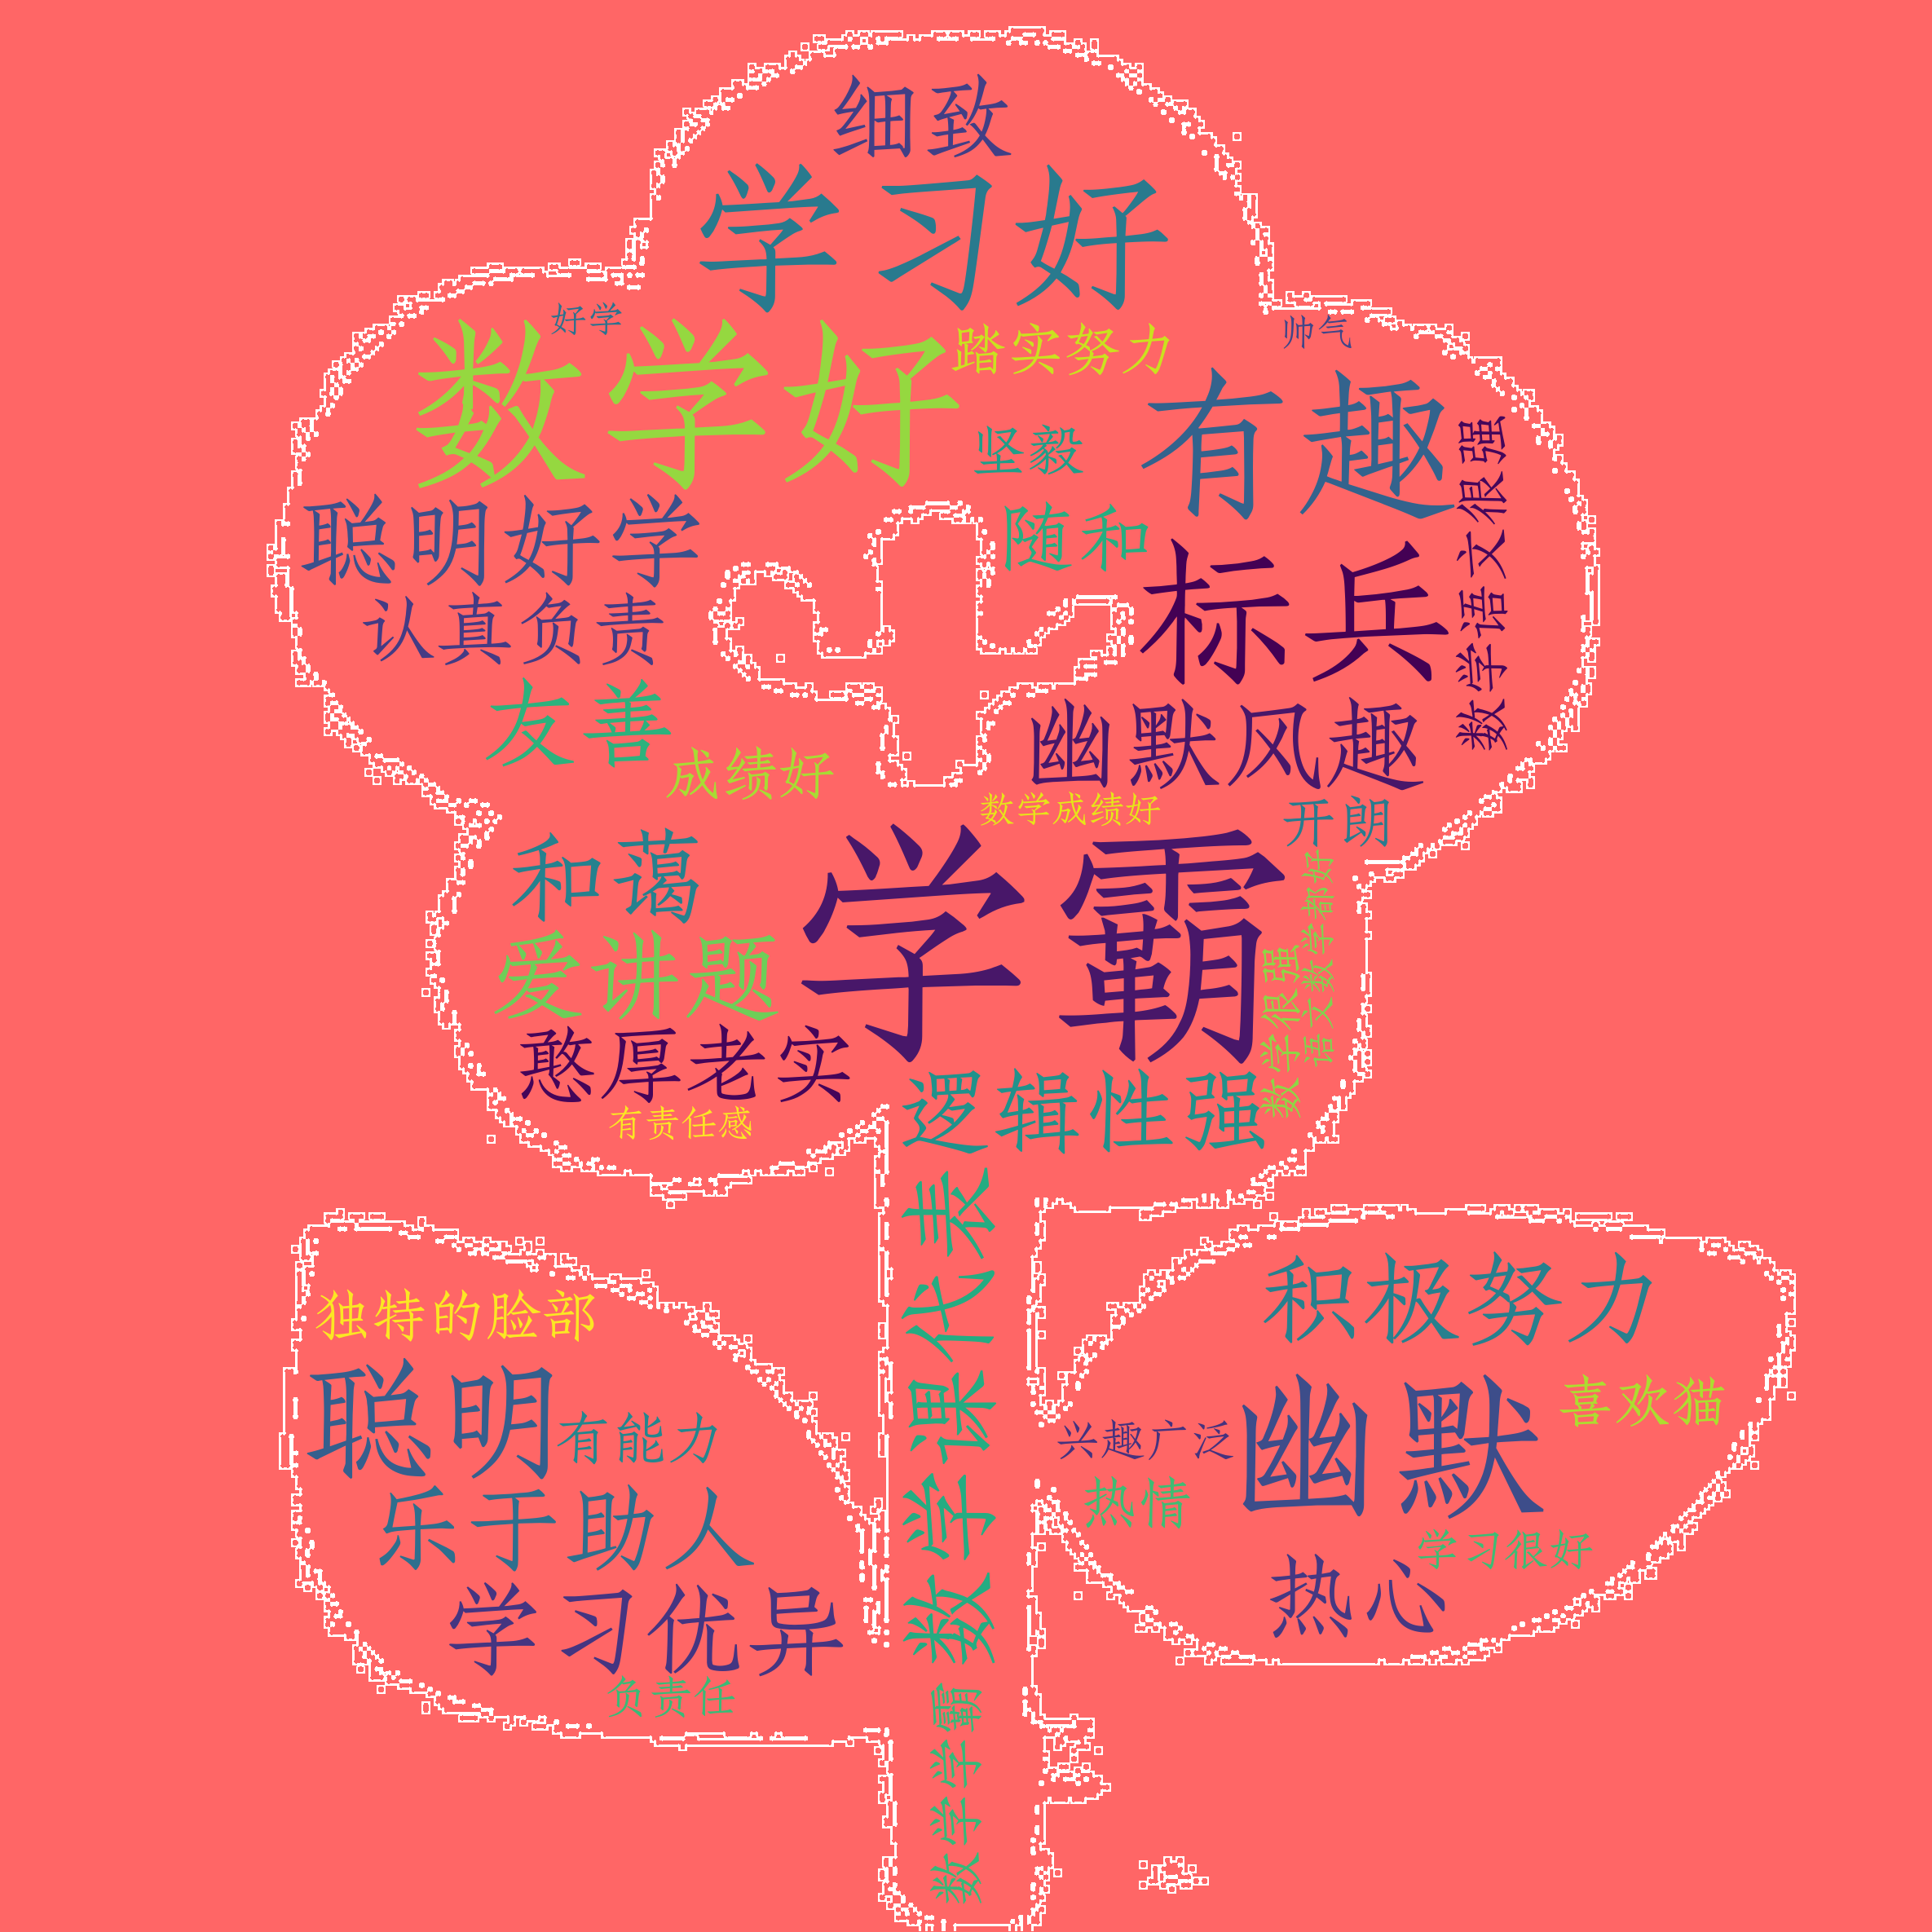 细致
学习好
好学
帅气
数学好
踏实努力
有趣
坚毅
数学语文很强
聪明好学
随和
标兵
认真负责
友善
幽默风趣
成绩好
数学成绩好
开朗
和蔼
学霸
语文数学都好
爱讲题
数学很强
憨厚老实
逻辑性强
有责任感
数学课代表
独特的脸部
积极努力
聪明
有能力
幽默
喜欢猫
兴趣广泛
热情
乐于助人
学习很好
热心
学习优异
负责任
数学学霸